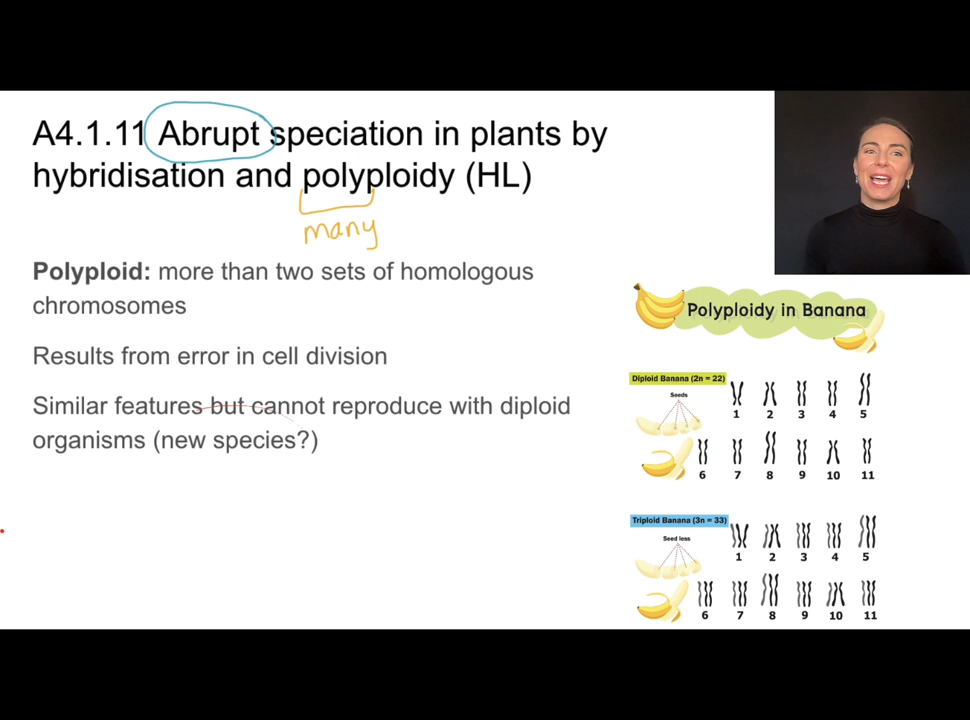 A4.1.11 Abrupt speciation in plants by
hybridisation and polyploidy (HL)
many
Polyploid: more than two sets of homologous
chromosomes
Results from error in cell division
Similar features but cannot reproduce with diploid
organisms (new species?)
Polyploidy in Banana
Diploid Banana (2n = 22)
Seeds
1 2 3 4 5
6 7 8 9 10 11
Triploid Banana (3n = 33)
Seed less
1 2 3 4 5
6 7 8 9 10 11